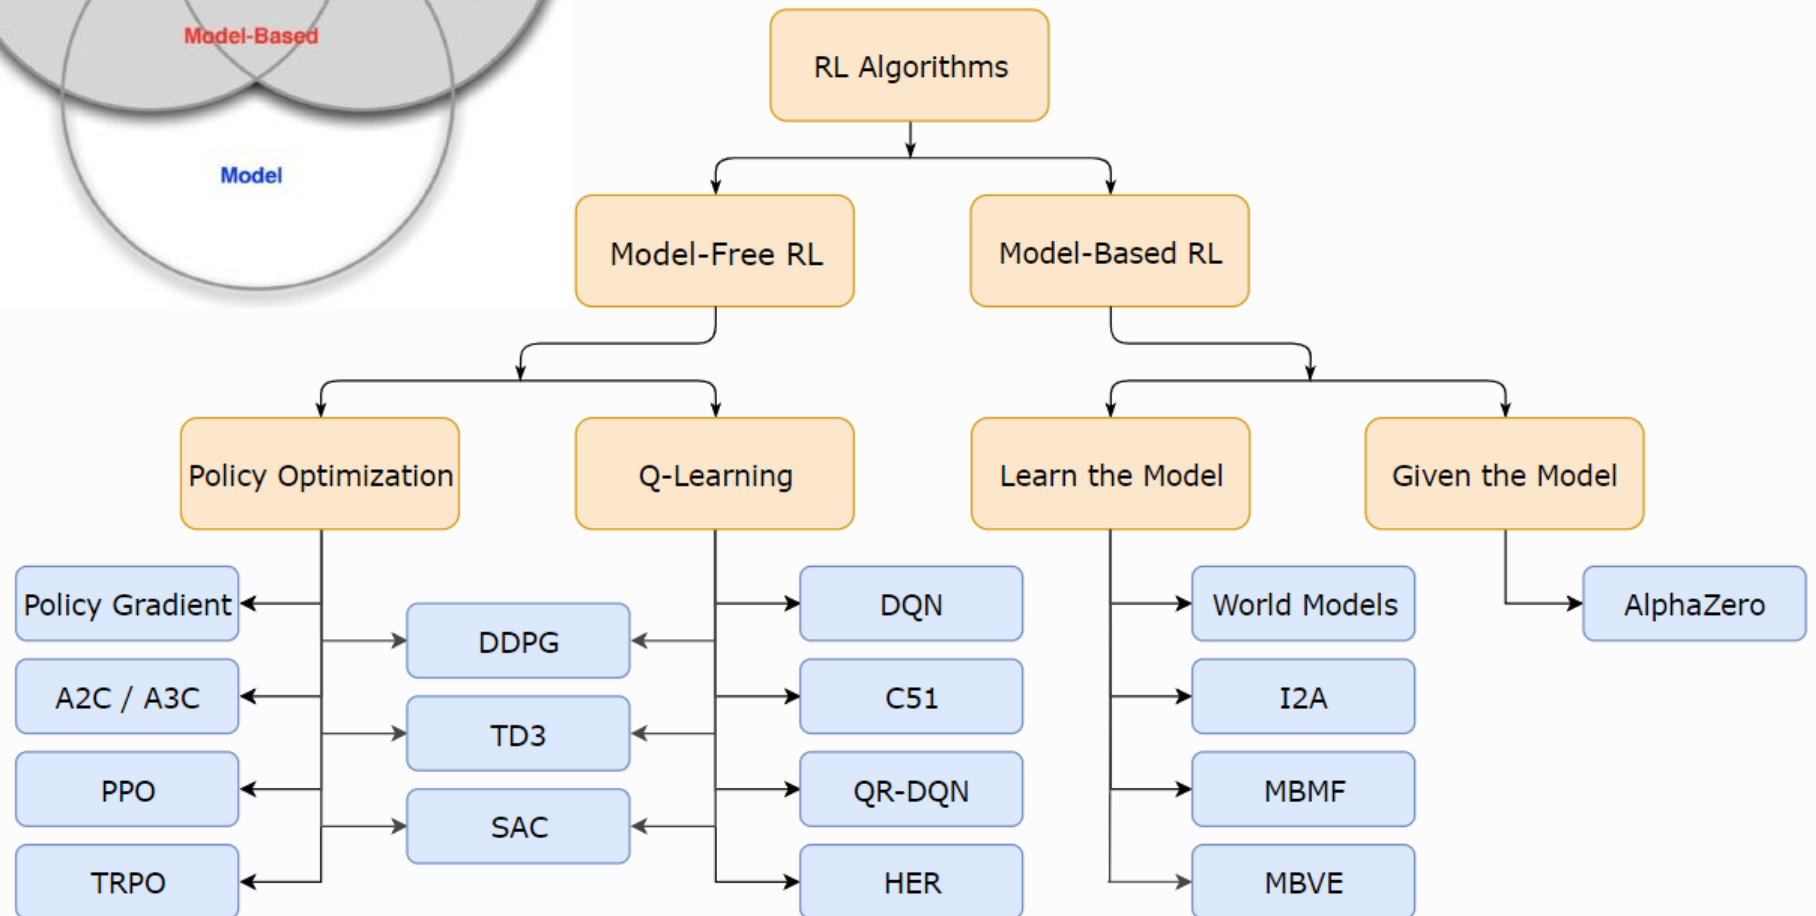 Model-Based
Model
RL Algorithms
Model-Free RL
Model-Based RL
Policy Optimization
Q-Learning
Learn the Model
Given the Model
Policy Gradient
DQN
World Models
AlphaZero
DDPG
A2C / A3C
C51
I2A
TD3
PPO
QR-DQN
MBMF
SAC
TRPO
HER
MBVE